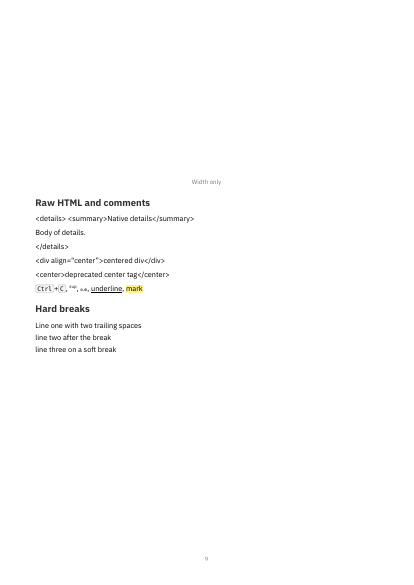 Width only
Raw HTML and comments
<details> <summary>Native details</summary>
Body of details.
</details>
<div align="center">centered div</div>
<center>deprecated center tag</center>
Ctrl+C, sup, sub, underline, mark
Hard breaks
Line one with two trailing spaces
line two after the break
line three on a soft break
9